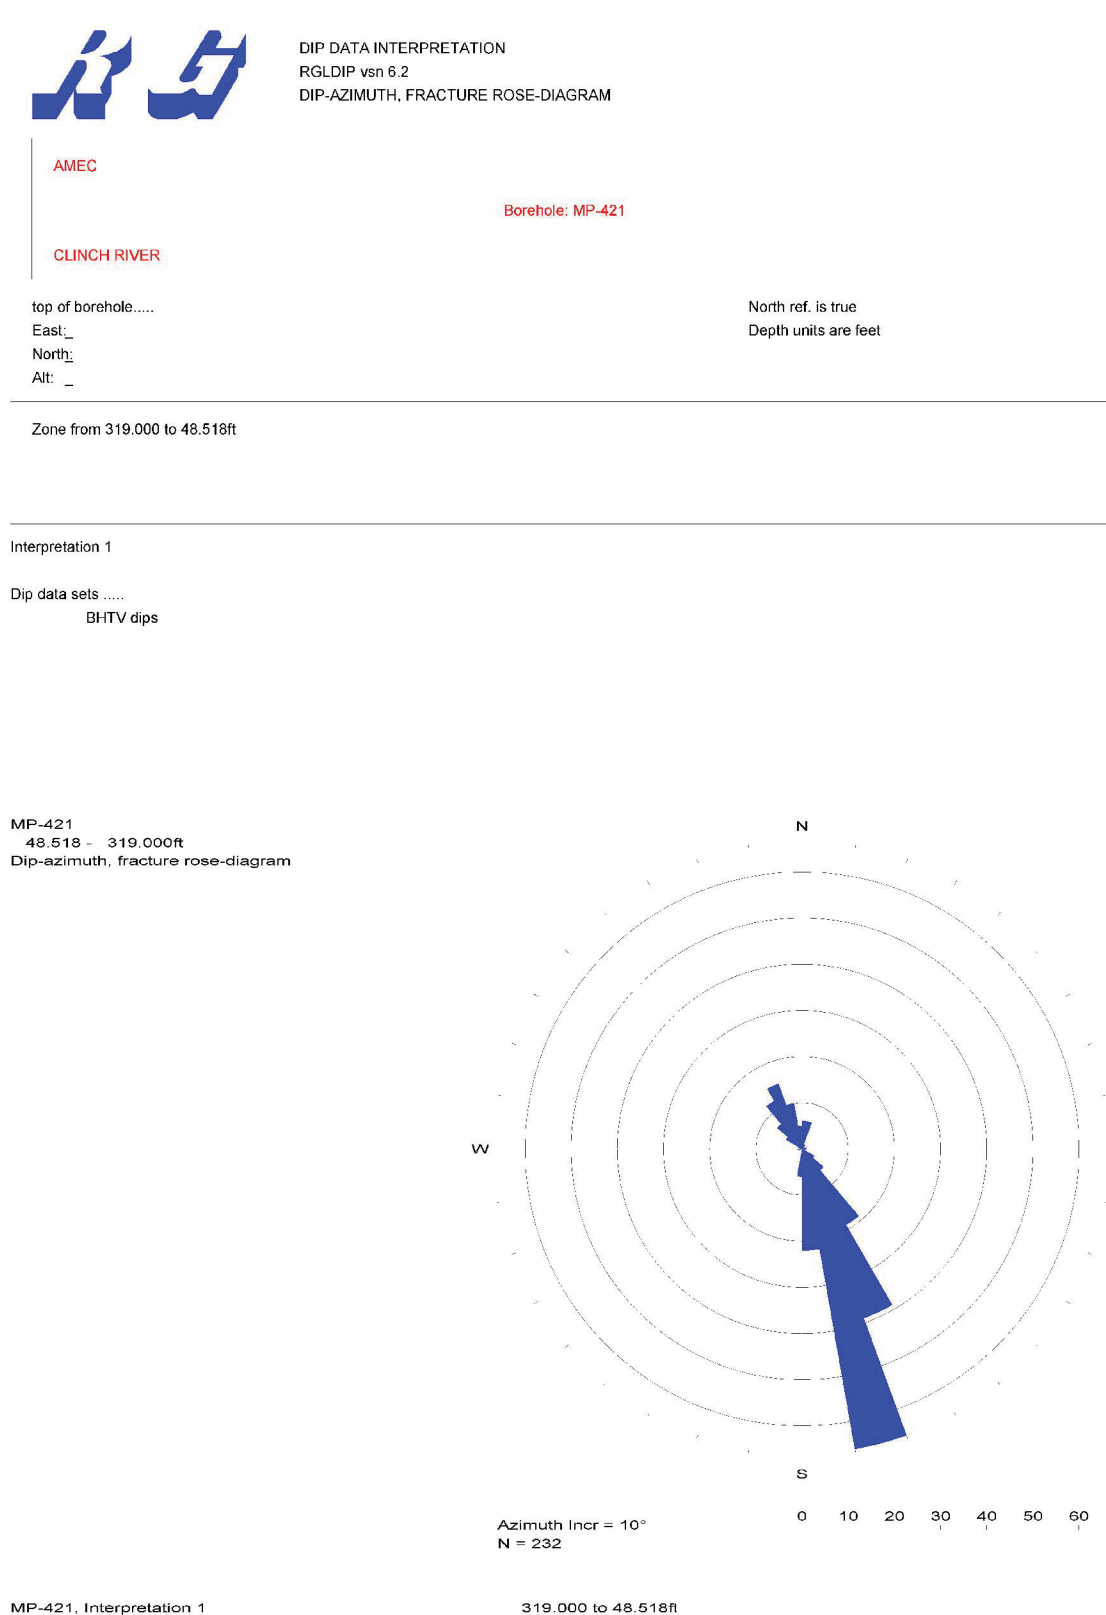 RG
DIP DATA INTERPRETATION
RGLDIP vsn 6.2
DIP-AZIMUTH, FRACTURE ROSE-DIAGRAM
AMEC
Borehole: MP-421
CLINCH RIVER
top of borehole.....
North ref. is true
East:_
Depth units are feet
North:
Alt: _
Zone from 319.000 to 48.518ft
Interpretation 1
Dip data sets .....
BHTV dips
MP-421
48.518 - 319.000ft
Dip-azimuth, fracture rose-diagram
N
W
S
0 10 20 30 40 50 60
Azimuth Incr = 10°
N = 232
MP-421, Interpretation 1
319.000 to 48.518ft